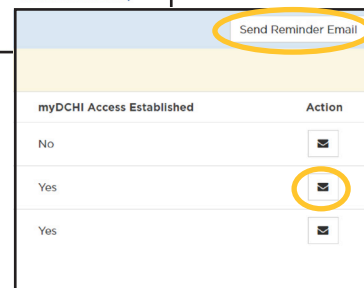 Send Reminder Email
myDCHI Access Established Action
No
Yes
Yes